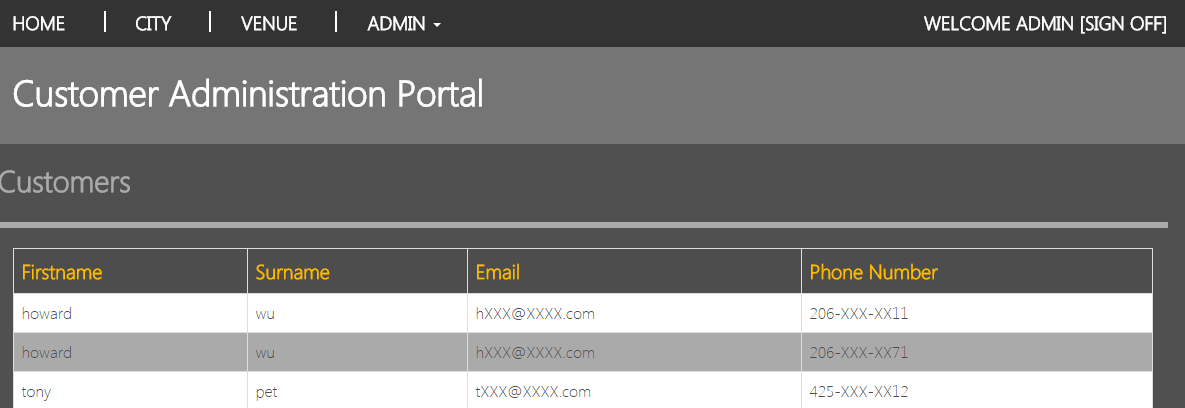 HOME CITY VENUE ADMIN WELCOME ADMIN [SIGN OFF]
Customer Administration Portal
Customers
Firstname Surname Email Phone Number
howard wu hXXX@XXXX.com 206-XXX-XX11
howard wu hXXX@XXXX.com 206-XXX-XX71
tony pet tXXX@XXXX.com 425-XXX-XX12